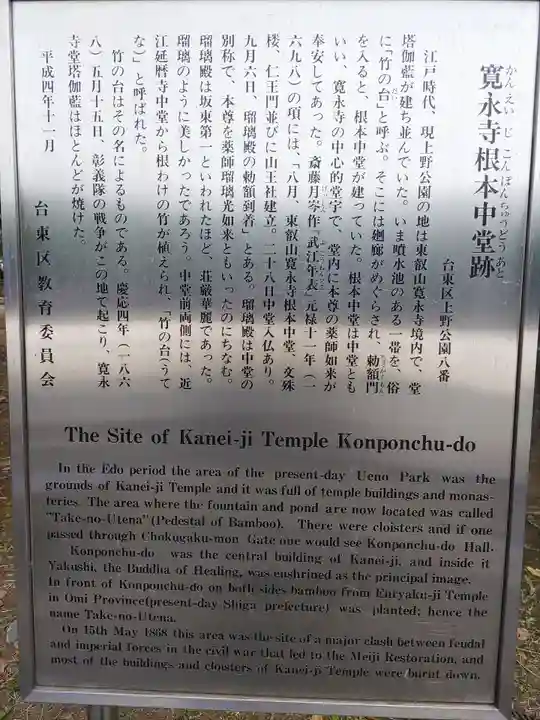 寛永寺根本中堂跡
かんえいじこんぽんちゅうどうあと
台東区上野公園八番
江戸時代、現上野公園の地は東叡山寛永寺境内で、堂
塔伽藍が建ち並んでいた。いま噴水池のある一帯を、俗
に「竹の台」と呼ぶ。そこには廻廊がめぐらされ、勅額門
を入ると、根本中堂が建っていた。根本中堂は中堂とも
いい、寛永寺の中心的堂宇で、堂内に本尊の薬師如来が
奉安してあった。斎藤月岑作『武江年表』元禄十一年(一
六九八)の項には、「八月、東叡山寛永寺根本中堂、文殊
楼、仁王門並びに山王社建立。二十八日中堂入仏あり。
九月六日、瑠璃殿の勅額到着」とある。瑠璃殿は中堂の
別称で、本尊を薬師瑠璃光如来ともいったのにちなむ。
瑠璃殿は坂東第一といわれたほど、荘厳華麗であった。
瑠璃のように美しかったであろう。中堂前両側には、近
江延暦寺中堂から根わけの竹が植えられ、「竹の台(うて
な)」と呼ばれた。
竹の台はその名によるものである。慶応四年(一八六
八)五月十五日、彰義隊の戦争がこの地で起こり、寛永
寺堂塔伽藍はほとんどが焼けた。
平成四年十一月
台東区教育委員会
The Site of Kanei-ji Temple Konponchu-do
In the Edo period the area of the present-day Ueno Park was the
grounds of Kanei-ji Temple and it was full of temple buildings and monas-
teries. The area where the fountain and pond are now located was called
"Take-no-Utena"(Pedestal of Bamboo). There were cloisters and if one
passed through Chokugaku-mon Gate one would see Konponchu-do Hall.
Konponchu-do was the central building of Kanei-ji, and inside it
Yakushi, the Buddha of Healing, was enshrined as the principal image.
In front of Konponchu-do on both sides bamboo from Enryaku-ji Temple
in Omi Province(present-day Shiga prefecture) was planted; hence the
name Take-no-Utena.
On 15th May 1868 this area was the site of a major clash between feudal
and imperial forces in the civil war that led to the Meiji Restoration, and
most of the buildings and cloisters of Kanei-ji Temple were burnt down.